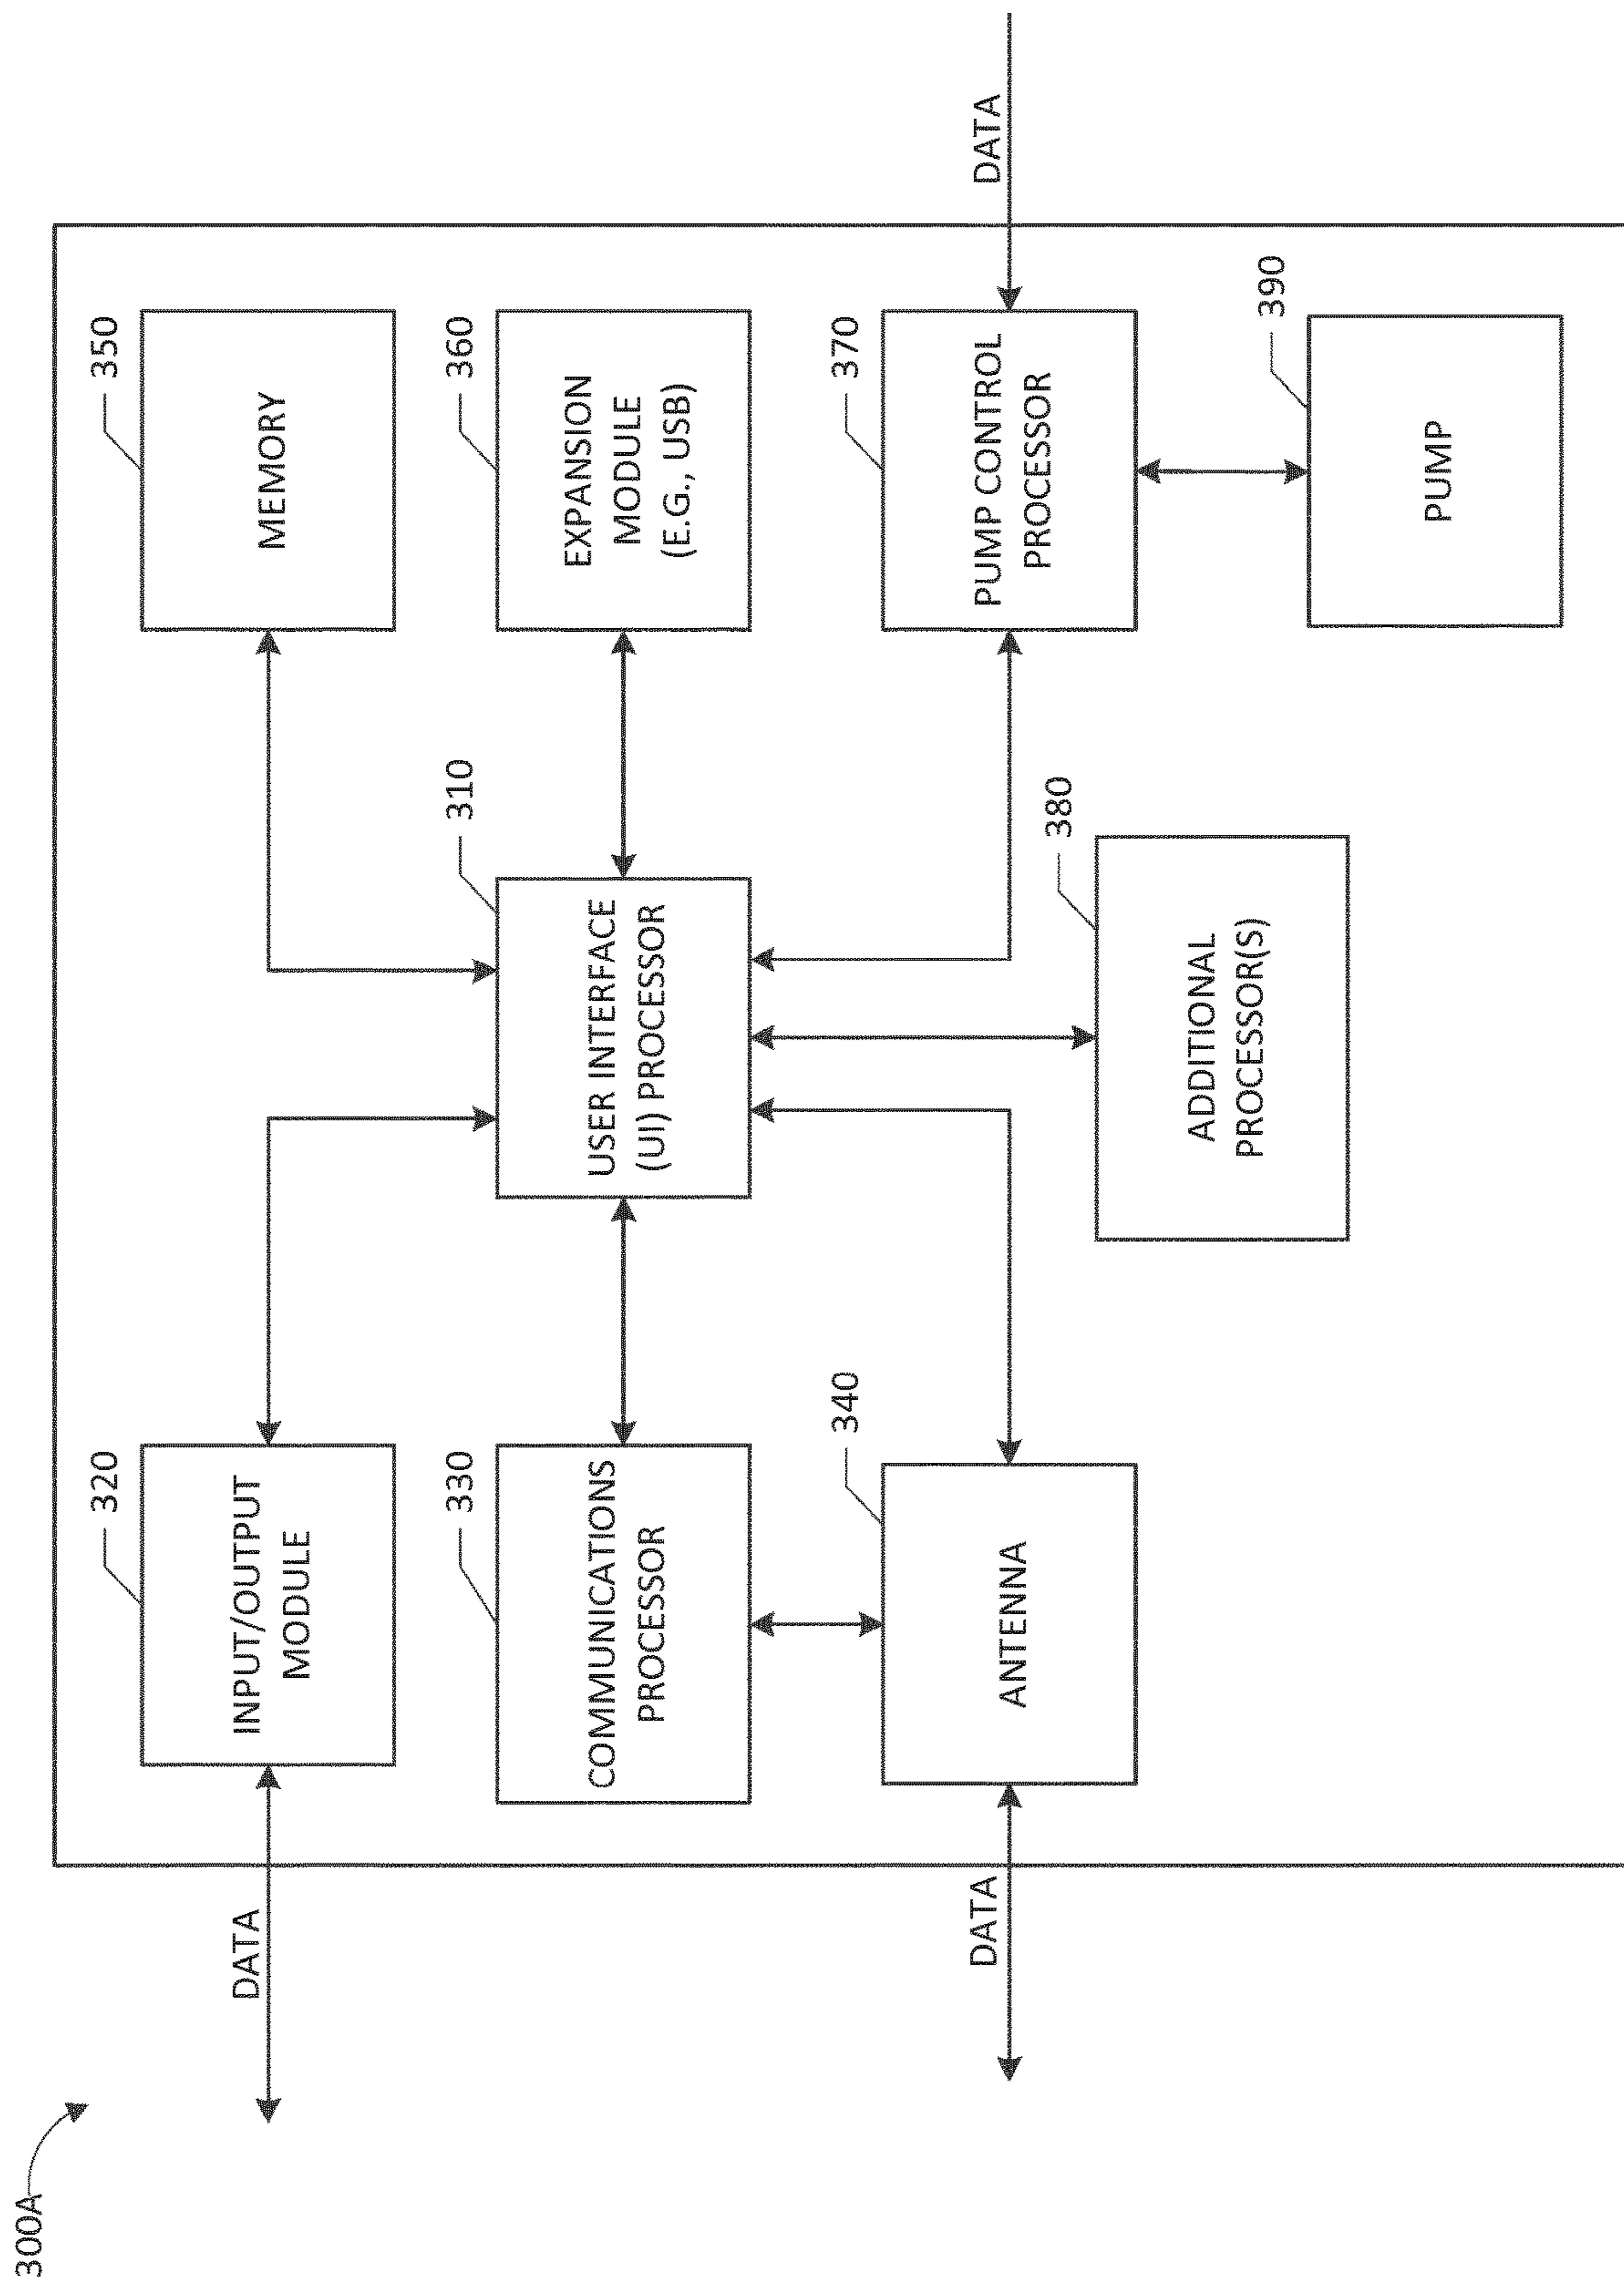 300A
320
INPUT/OUTPUT
MODULE
DATA
350
MEMORY
310
USER INTERFACE
(UI) PROCESSOR
330
COMMUNICATIONS
PROCESSOR
360
EXPANSION
MODULE
(E.G., USB)
340
ANTENNA
DATA
370
PUMP CONTROL
PROCESSOR
DATA
380
ADDITIONAL
PROCESSOR(S)
390
PUMP